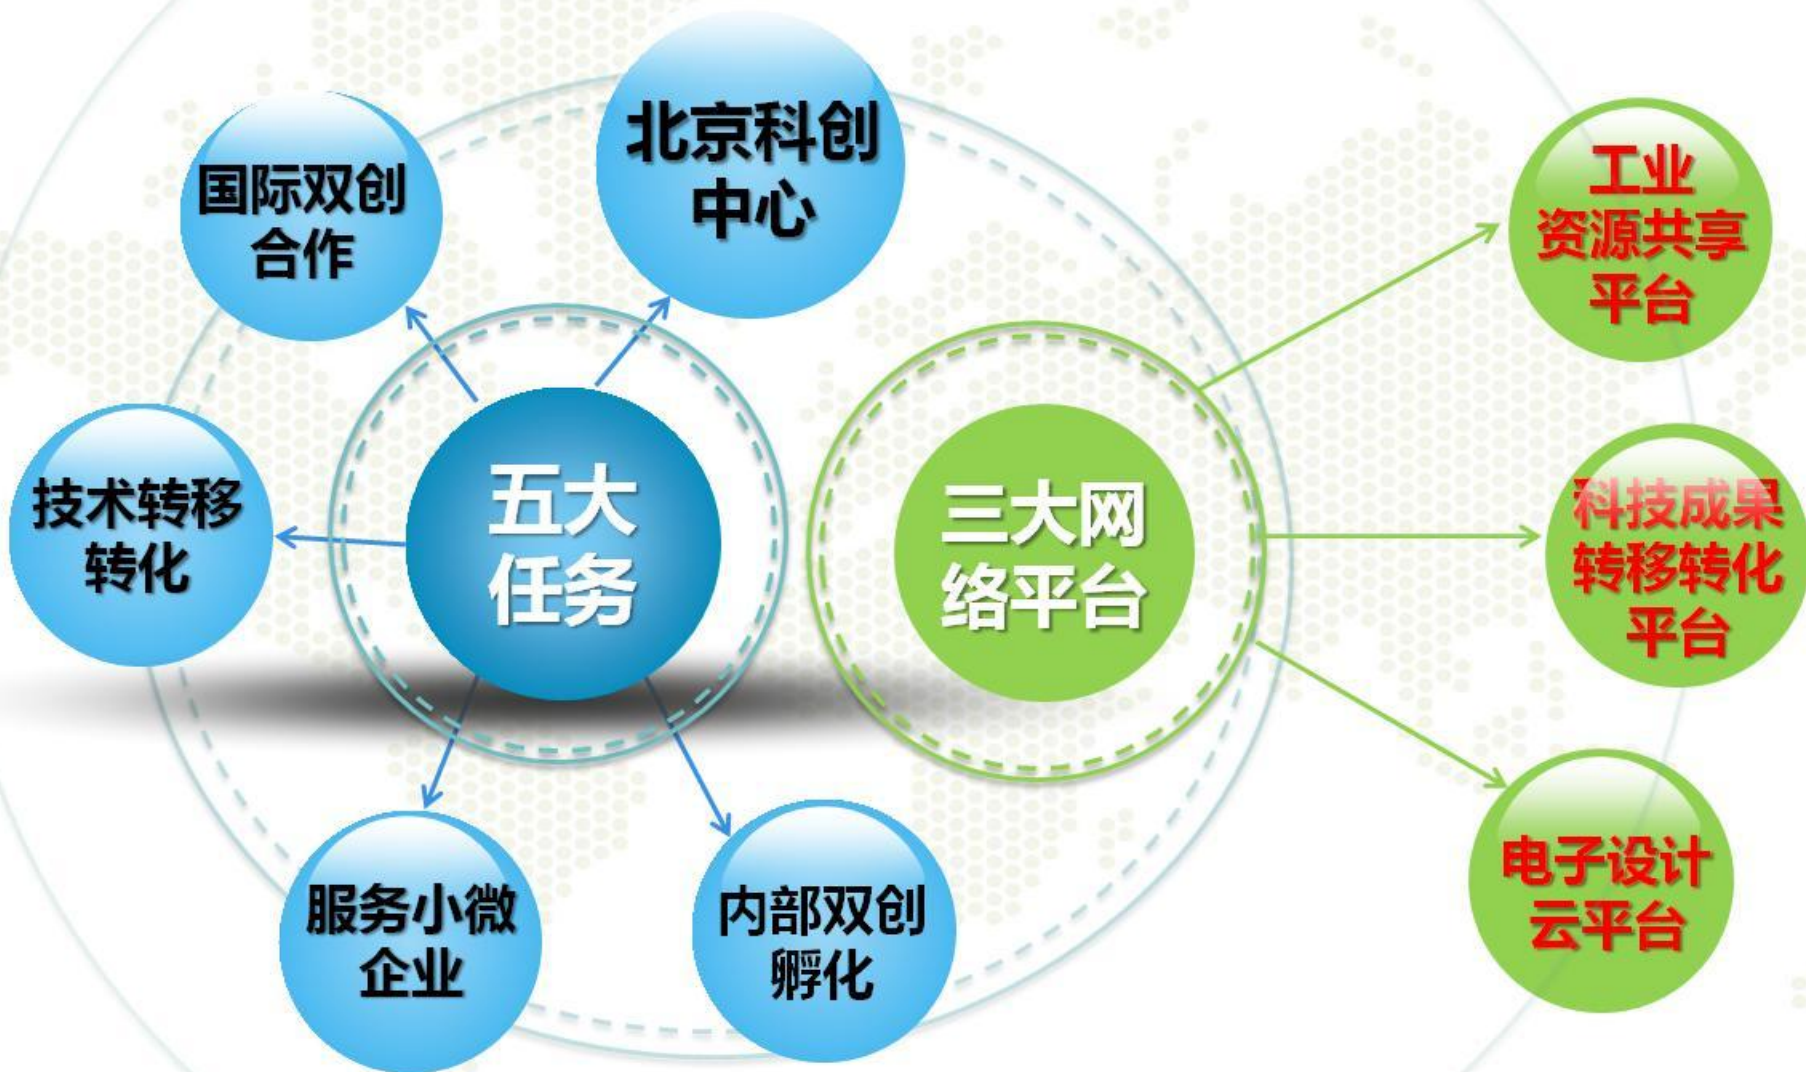 北京科创
中心
国际双创
合作
技术转移
转化
五大
任务
服务小微
企业
内部双创
孵化
三大网
络平台
工业
资源共享
平台
科技成果
转移转化
平台
电子设计
云平台